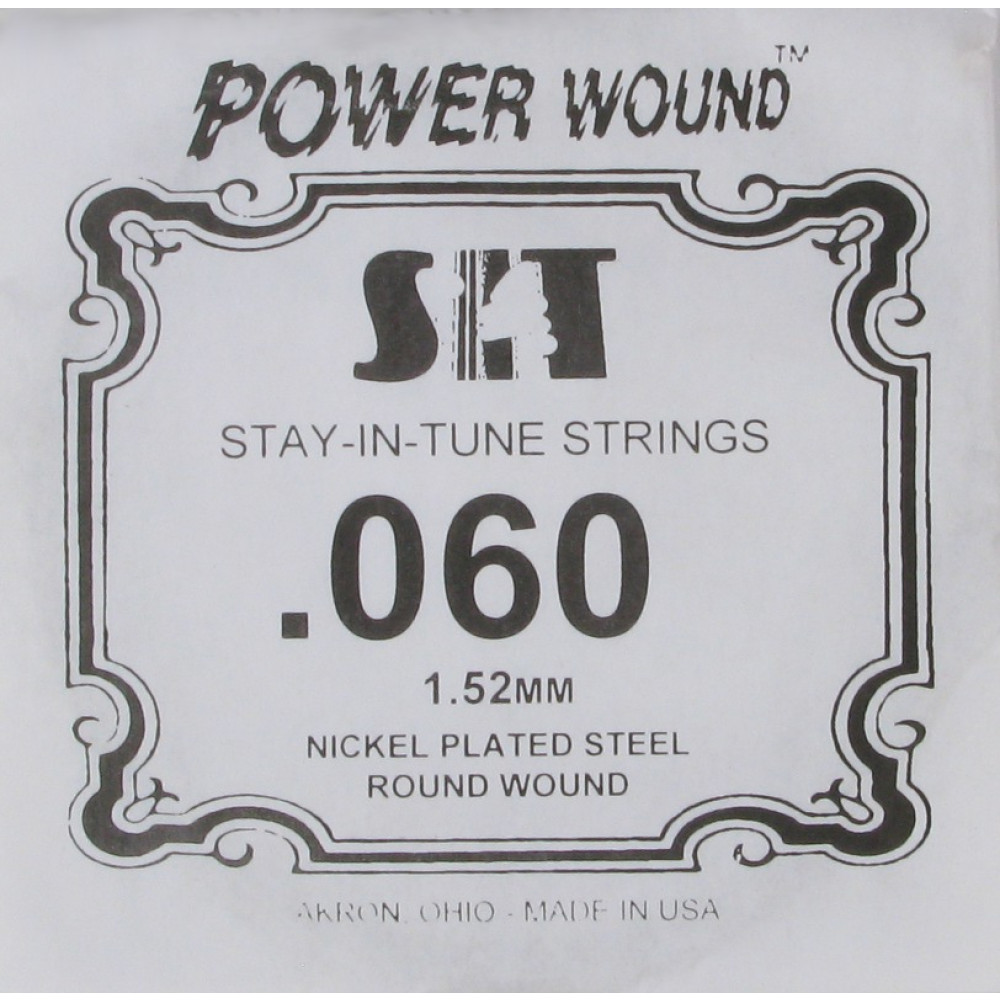 POWER WOUND™
SIT
STAY-IN-TUNE STRINGS
.060
1.52MM
NICKEL PLATED STEEL
ROUND WOUND
AKRON, OHIO - MADE IN USA